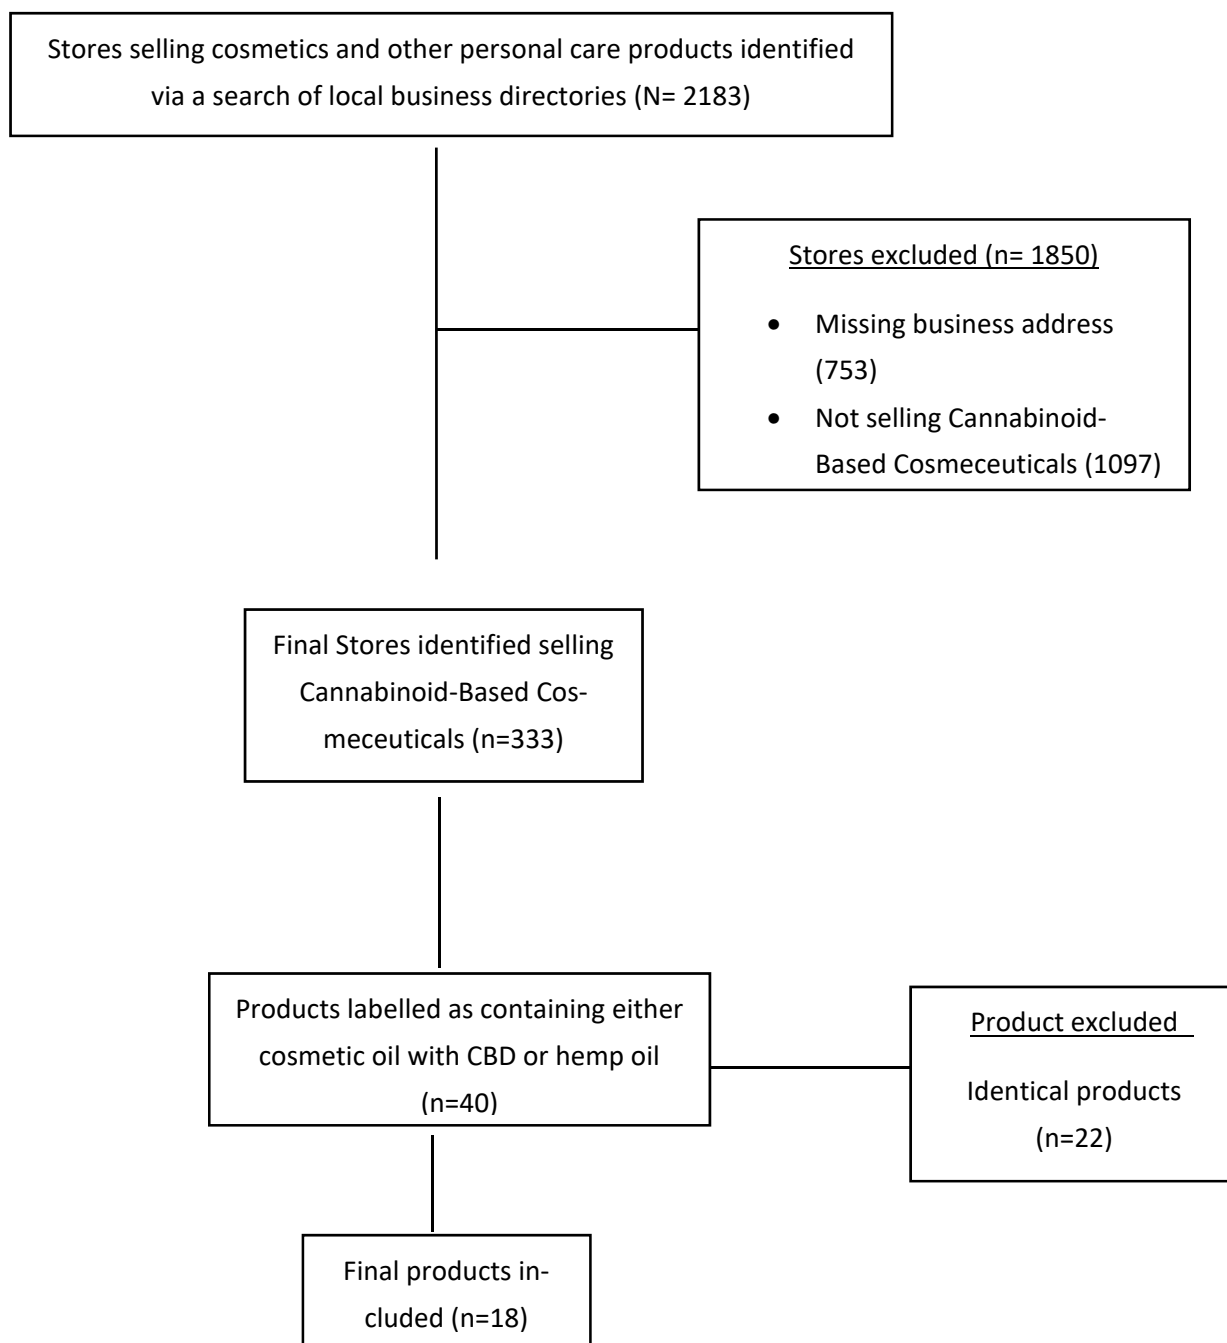 Stores selling cosmetics and other personal care products identified
via a search of local business directories (N= 2183)
Stores excluded (n= 1850)
• Missing business address
(753)
• Not selling Cannabinoid-
Based Cosmeceuticals (1097)
Final Stores identified selling
Cannabinoid-Based Cos-
meceuticals (n=333)
Products labelled as containing either
cosmetic oil with CBD or hemp oil
(n=40)
Product excluded
Identical products
(n=22)
Final products in-
cluded (n=18)